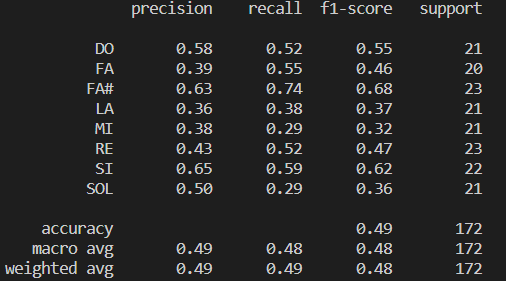 precision recall f1-score support
DO 0.58 0.52 0.55 21
FA 0.39 0.55 0.46 20
FA# 0.63 0.74 0.68 23
LA 0.36 0.38 0.37 21
MI 0.38 0.29 0.32 21
RE 0.43 0.52 0.47 23
SI 0.65 0.59 0.62 22
SOL 0.50 0.29 0.36 21
accuracy 0.49 172
macro avg 0.49 0.48 0.48 172
weighted avg 0.49 0.49 0.48 172